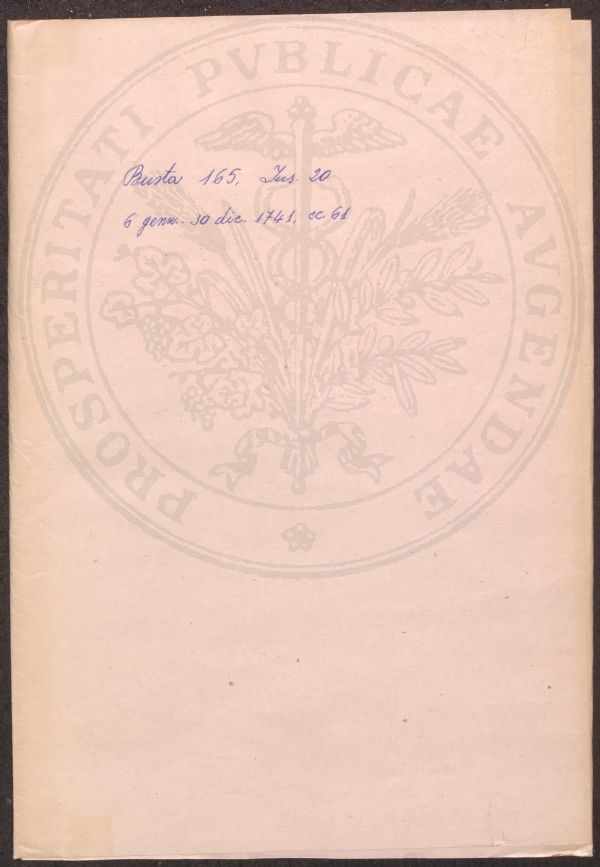 Busta 165, Ins. 20
6 genn. - 30 dic. 1741, cc 61
PROSPERITATI PVBLICAE AVGENDAE